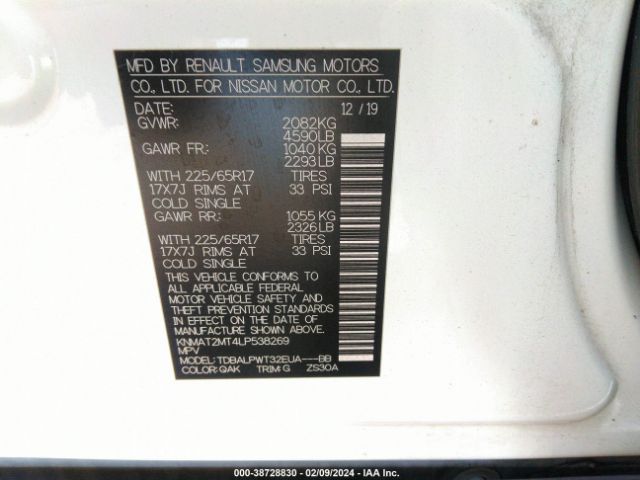 MFD BY RENAULT SAMSUNG MOTORS
CO., LTD. FOR NISSAN MOTOR CO., LTD.
DATE: 12 / 19
GVWR: 2082KG
4590LB
GAWR FR: 1040 KG
2293LB
WITH 225/65R17 TIRES
17X7J RIMS AT 33 PSI
COLD SINGLE
GAWR RR: 1055 KG
2326LB
WITH 225/65R17 TIRES
17X7J RIMS AT 33 PSI
COLD SINGLE
THIS VEHICLE CONFORMS TO
ALL APPLICABLE FEDERAL
MOTOR VEHICLE SAFETY AND
THEFT PREVENTION STANDARDS
IN EFFECT ON THE DATE OF
MANUFACTURE SHOWN ABOVE.
KNMAT2MT4LP538269
MPV
MODEL: TDBALPWT32EUA---BB
COLOR: QAK TRIM: G ZS30A
000-38728830 - 02/09/2024 - IAA Inc.